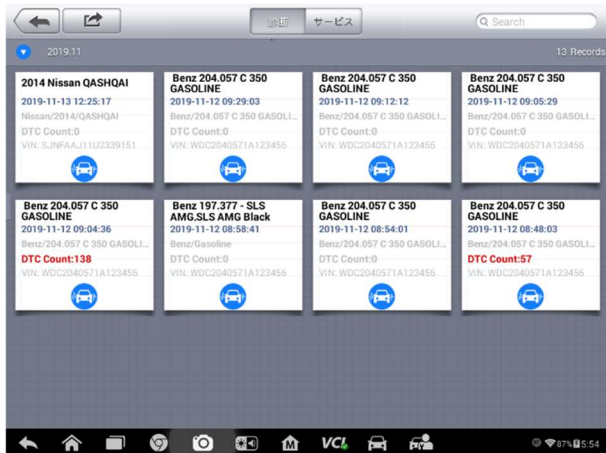 診断 サービス
Search
2019.11 13 Records
2014 Nissan QASHQAI
2019-11-13 12:25:17
Nissan/2014/QASHQAI
DTC Count:0
VIN: SJNFAAJ11U2339151
Benz 204.057 C 350
GASOLINE
2019-11-12 09:29:03
Benz/204.057 C 350 GASOLI...
DTC Count:0
VIN: WDC2040571A123456
Benz 204.057 C 350
GASOLINE
2019-11-12 09:12:12
Benz/204.057 C 350 GASOLI...
DTC Count:0
VIN: WDC2040571A123456
Benz 204.057 C 350
GASOLINE
2019-11-12 09:05:29
Benz/204.057 C 350 GASOLI...
DTC Count:0
VIN: WDC2040571A123456
Benz 204.057 C 350
GASOLINE
2019-11-12 09:04:36
Benz/204.057 C 350 GASOLI...
DTC Count:138
VIN: WDC2040571A123456
Benz 197.377 - SLS
AMG.SLS AMG Black
2019-11-12 08:58:41
Benz/Gasoline
DTC Count:0
VIN: WDC2040571A123456
Benz 204.057 C 350
GASOLINE
2019-11-12 08:54:01
Benz/204.057 C 350 GASOLI...
DTC Count:0
VIN: WDC2040571A123456
Benz 204.057 C 350
GASOLINE
2019-11-12 08:48:03
Benz/204.057 C 350 GASOLI...
DTC Count:57
VIN: WDC2040571A123456
M VCI 87% 5:54